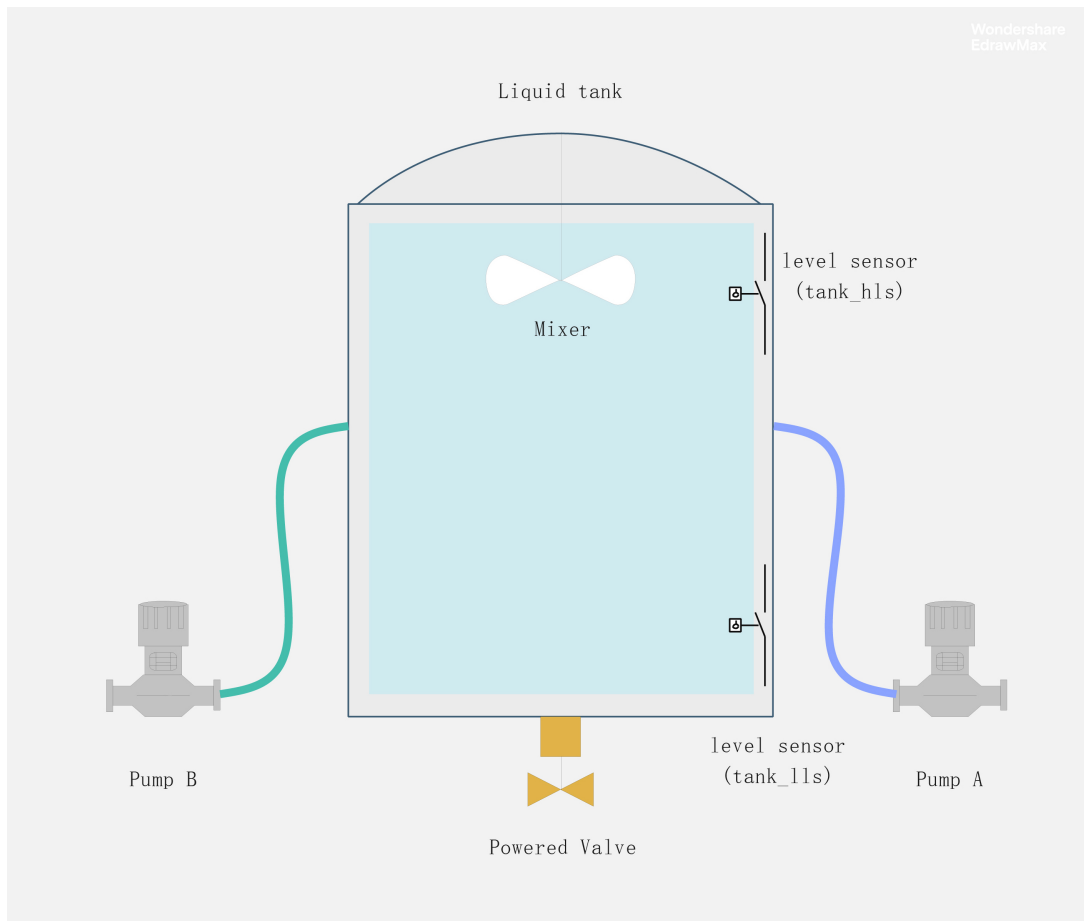 Wondershare
EdrawMax
Liquid tank
level sensor
(tank_hls)
Mixer
level sensor
(tank_lls)
Pump B
Pump A
Powered Valve